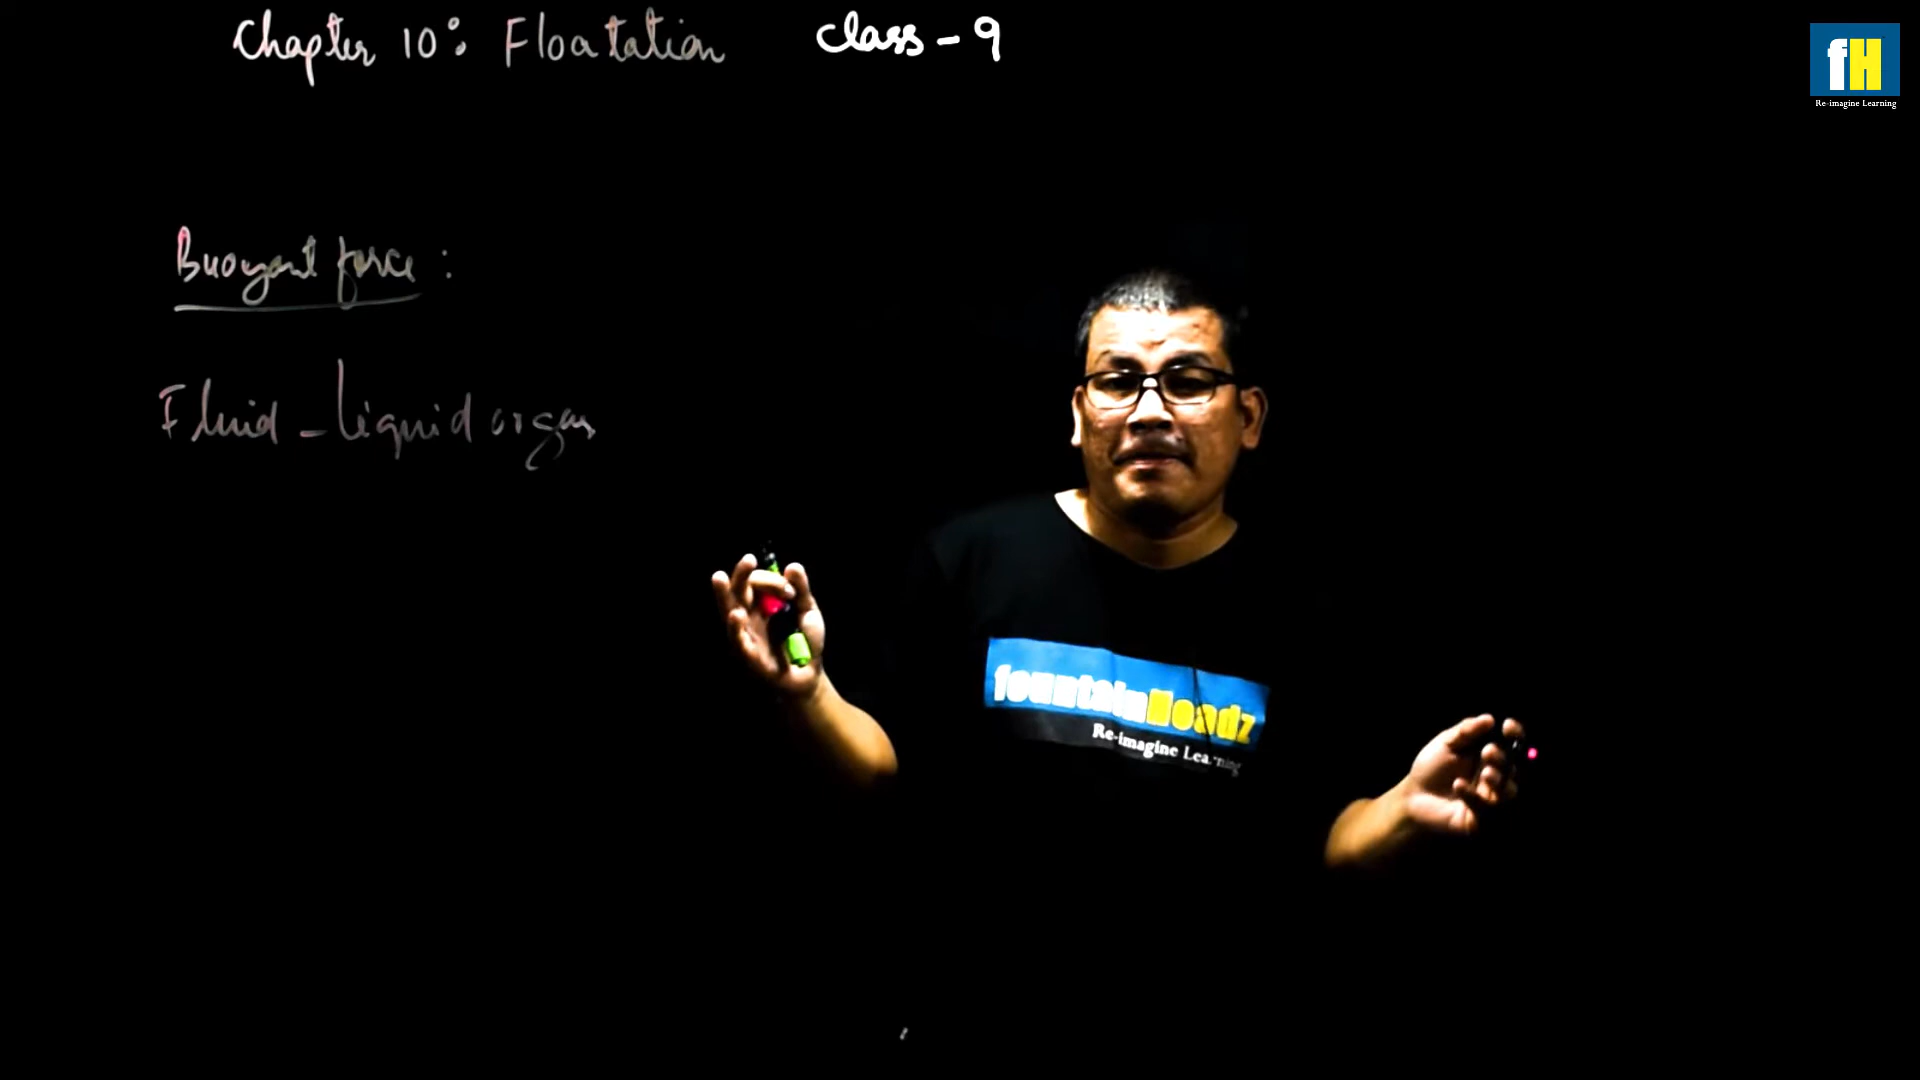 Chapter 10: Floatation class - 9
fH
Re-imagine Learning
Buoyant force :
Fluid - liquid or gas
fountainHeadz
Re-imagine Learning